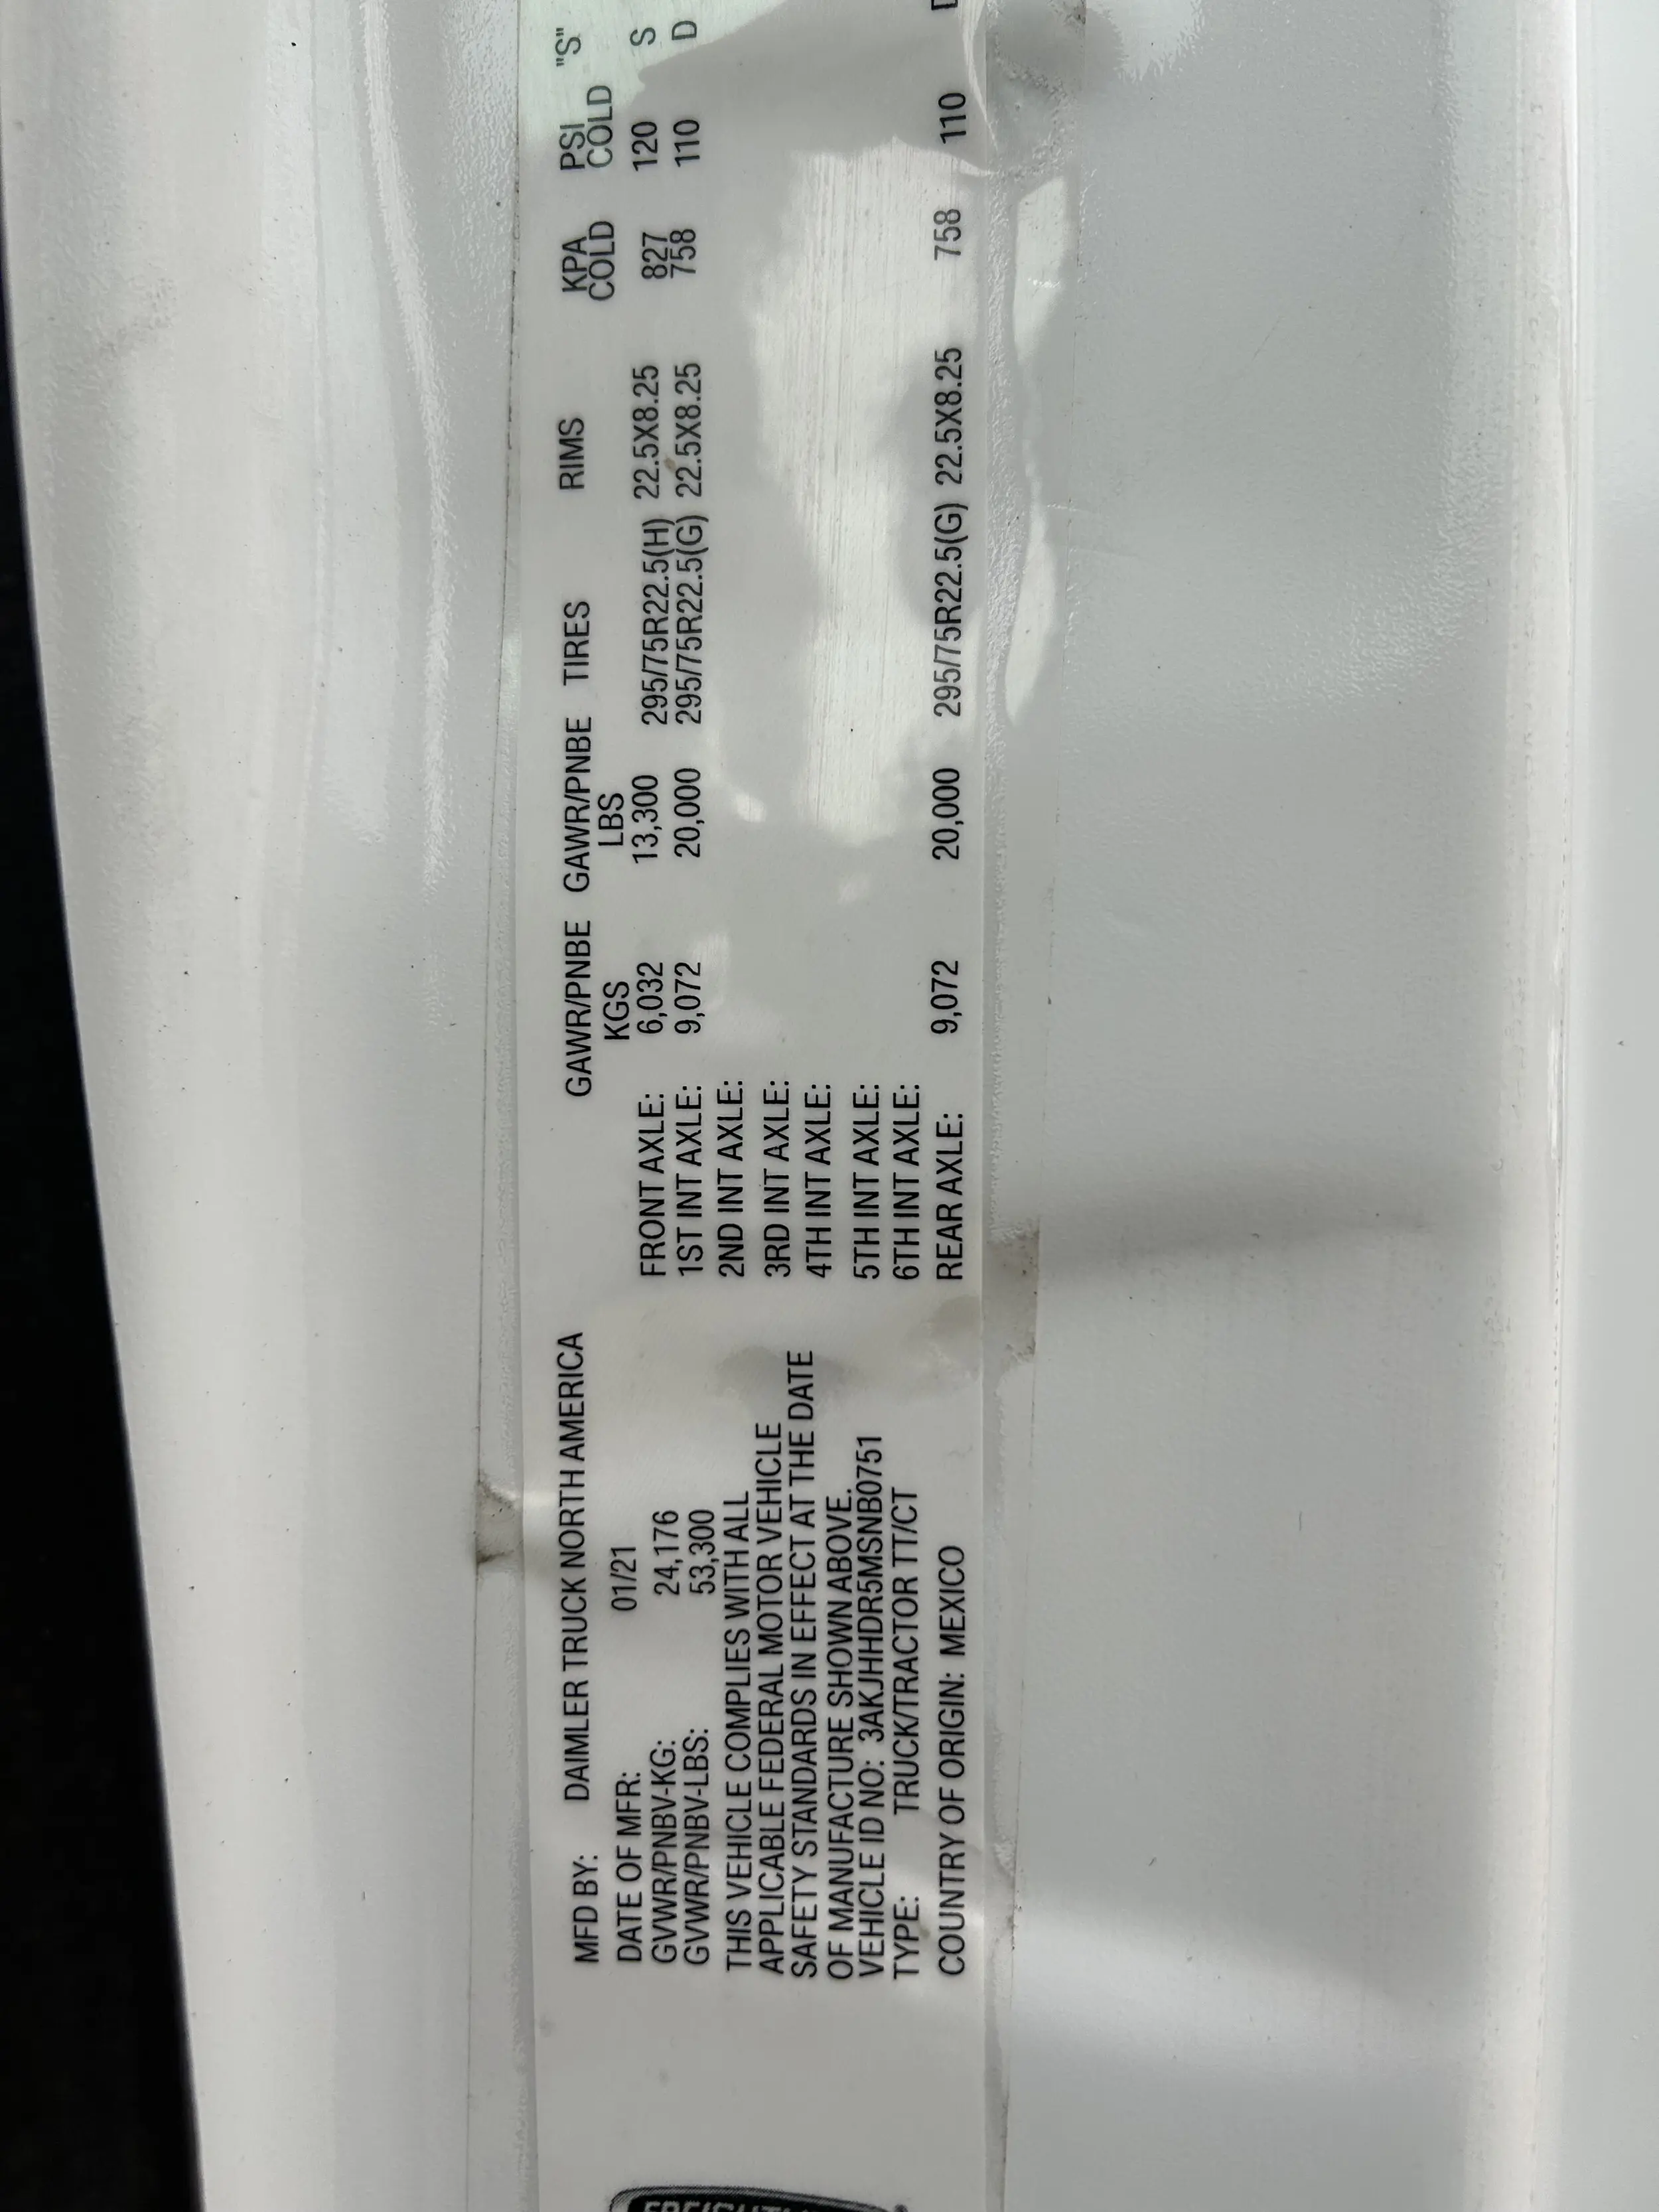 MFD BY: DAIMLER TRUCK NORTH AMERICA
DATE OF MFR: 01/21
GVWR/PNBV-KG: 24,176
GVWR/PNBV-LBS: 53,300
THIS VEHICLE COMPLIES WITH ALL
APPLICABLE FEDERAL MOTOR VEHICLE
SAFETY STANDARDS IN EFFECT AT THE DATE
OF MANUFACTURE SHOWN ABOVE.
VEHICLE ID NO: 3AKJHHDR5MSNB0751
TYPE: TRUCK/TRACTOR TT/CT
COUNTRY OF ORIGIN: MEXICO
GAWR/PNBE GAWR/PNBE TIRES RIMS KPA PSI "S"
KGS LBS COLD COLD
FRONT AXLE: 6,032 13,300 295/75R22.5(H) 22.5X8.25 827 120 S
1ST INT AXLE: 9,072 20,000 295/75R22.5(G) 22.5X8.25 758 110 D
2ND INT AXLE:
3RD INT AXLE:
4TH INT AXLE:
5TH INT AXLE:
6TH INT AXLE:
REAR AXLE: 9,072 20,000 295/75R22.5(G) 22.5X8.25 758 110